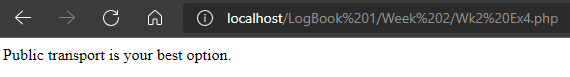 localhost/LogBook%201/Week%202/Wk2%20Ex4.php
Public transport is your best option.